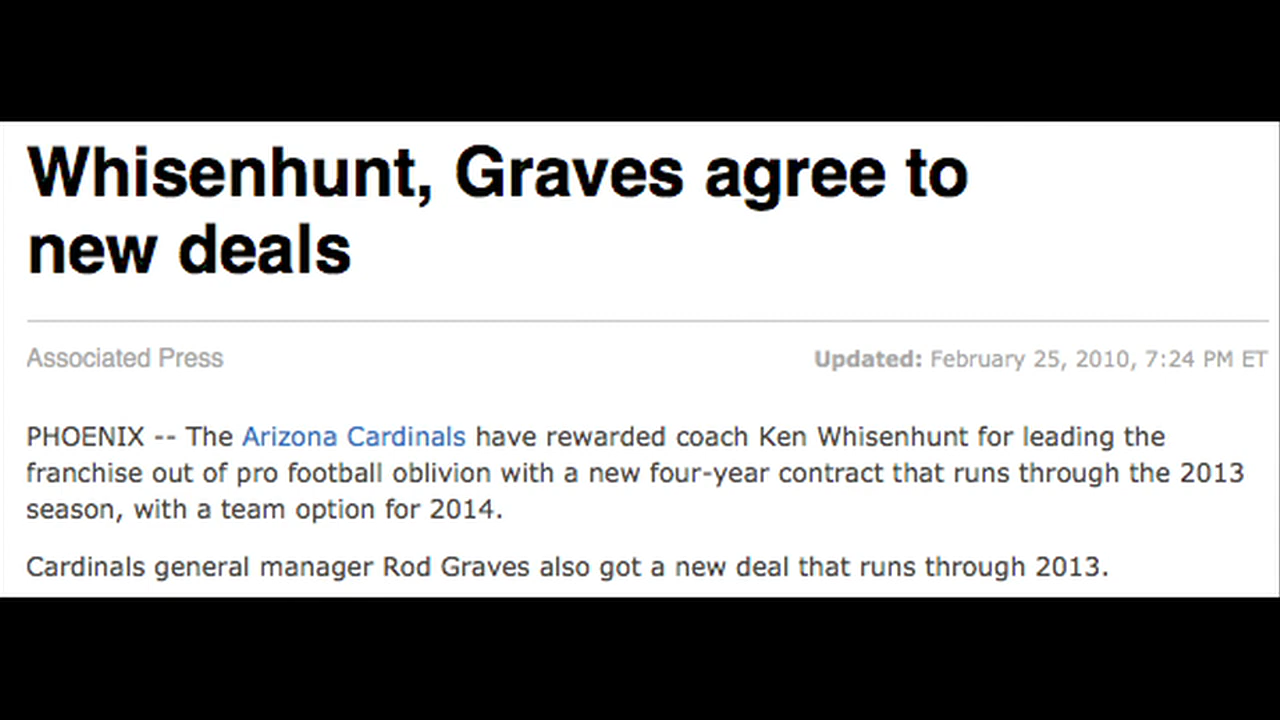 Whisenhunt, Graves agree to
new deals
Associated Press
Updated: February 25, 2010, 7:24 PM ET
PHOENIX -- The Arizona Cardinals have rewarded coach Ken Whisenhunt for leading the
franchise out of pro football oblivion with a new four-year contract that runs through the 2013
season, with a team option for 2014.
Cardinals general manager Rod Graves also got a new deal that runs through 2013.